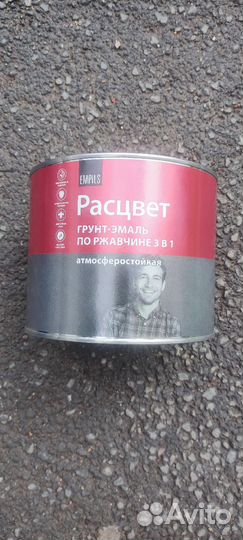 EMPILS
Расцвет
ГРУНТ-ЭМАЛЬ
ПО РЖАВЧИНЕ 3 В 1
атмосферостойкая
Avito